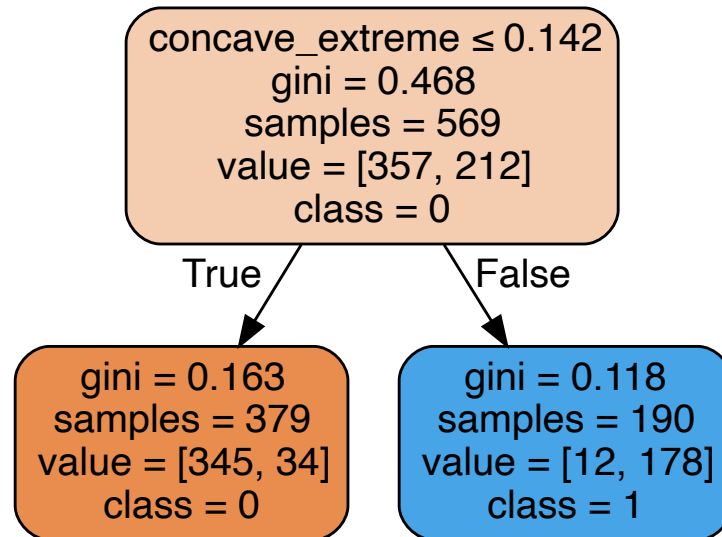 concave_extreme ≤ 0.142
gini = 0.468
samples = 569
value = [357, 212]
class = 0
True
False
gini = 0.163
samples = 379
value = [345, 34]
class = 0
gini = 0.118
samples = 190
value = [12, 178]
class = 1